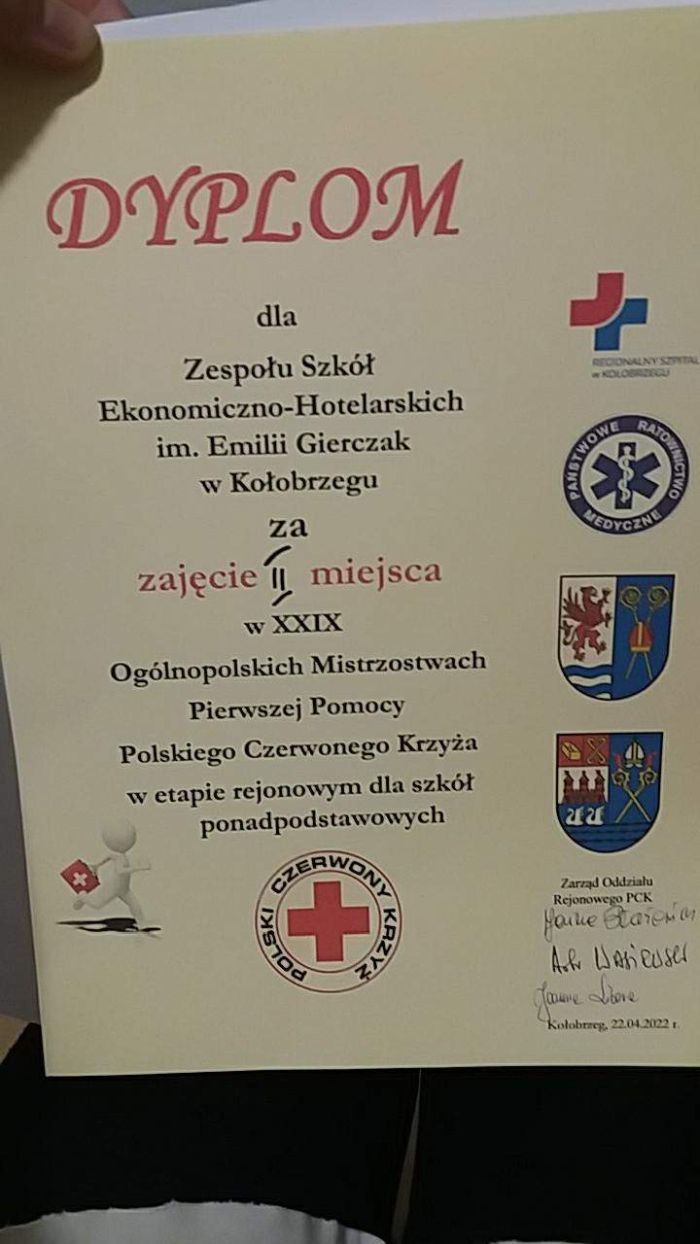 DYPLOM
dla
Zespołu Szkół
Ekonomiczno-Hotelarskich
im. Emilii Gierczak
w Kołobrzegu
za
zajęcie II miejsca
w XXIX
Ogólnopolskich Mistrzostwach
Pierwszej Pomocy
Polskiego Czerwonego Krzyża
w etapie rejonowym dla szkół
ponadpodstawowych
POLSKI CZERWONY KRZYŻ
REGIONALNY SZPITAL
w KOŁOBRZEGU
PAŃSTWOWE RATOWNICTWO
MEDYCZNE
Zarząd Oddziału
Rejonowego PCK
Kołobrzeg, 22.04.2022 r.